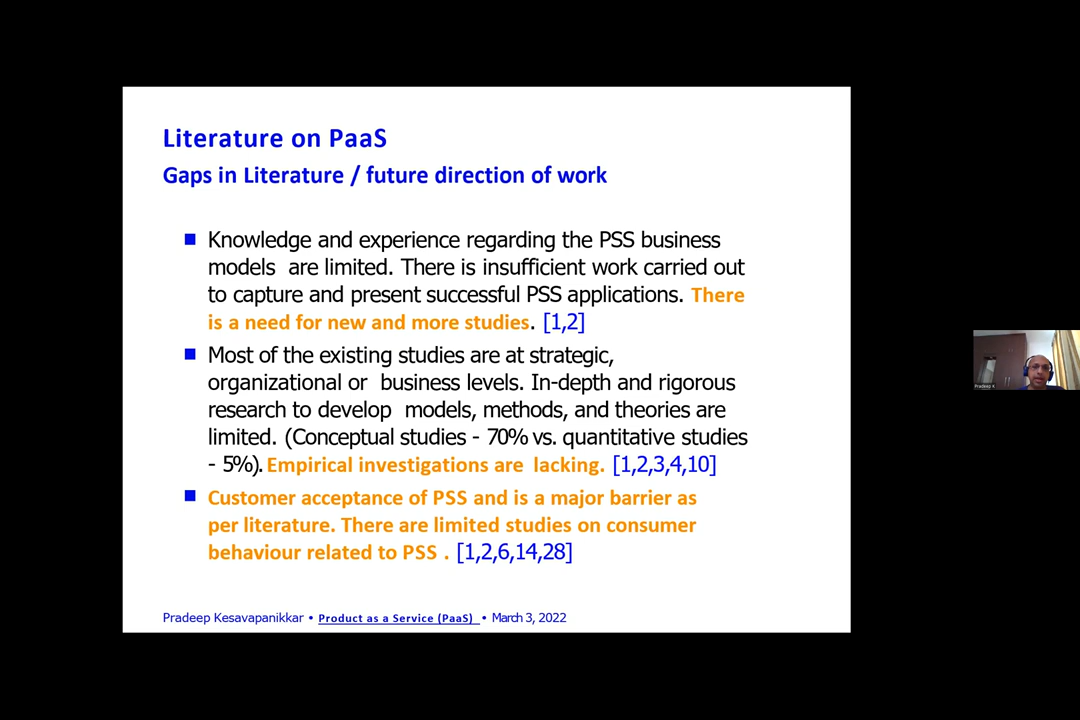 Literature on PaaS
Gaps in Literature / future direction of work
Knowledge and experience regarding the PSS business
models are limited. There is insufficient work carried out
to capture and present successful PSS applications. There
is a need for new and more studies. [1,2]
Most of the existing studies are at strategic,
organizational or business levels. In-depth and rigorous
research to develop models, methods, and theories are
limited. (Conceptual studies - 70% vs. quantitative studies
- 5%). Empirical investigations are lacking. [1,2,3,4,10]
Customer acceptance of PSS and is a major barrier as
per literature. There are limited studies on consumer
behaviour related to PSS . [1,2,6,14,28]
Pradeep Kesavapanikkar • Product as a Service (PaaS) • March 3, 2022
Pradeep K